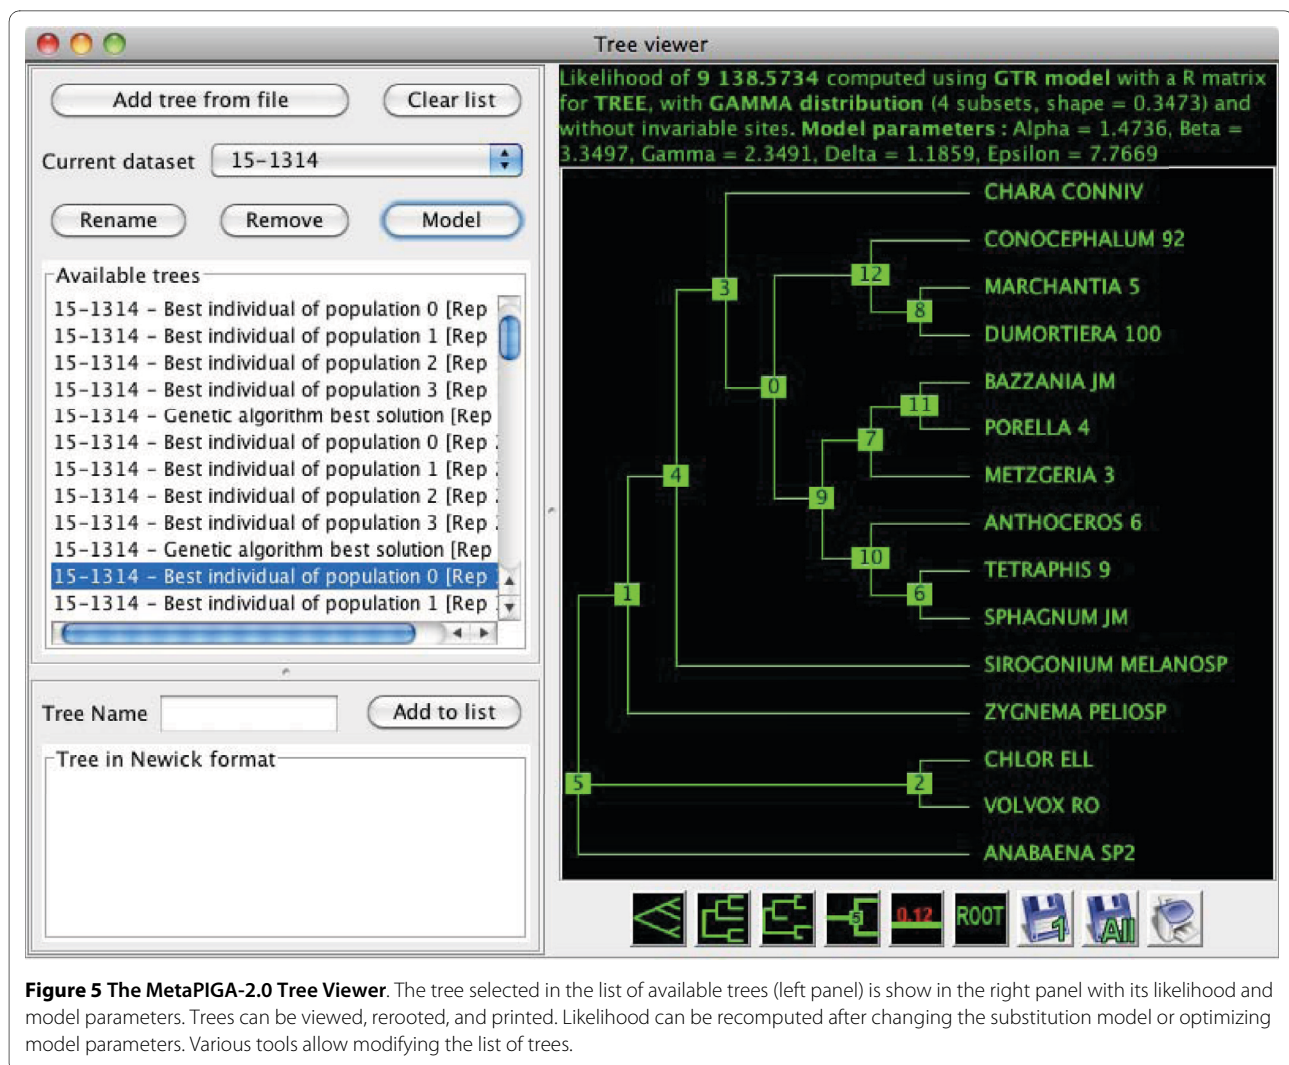 Tree viewer
Add tree from file
Clear list
Current dataset
15-1314
Rename
Remove
Model
Available trees
15-1314 - Best individual of population 0 [Rep
15-1314 - Best individual of population 1 [Rep
15-1314 - Best individual of population 2 [Rep
15-1314 - Best individual of population 3 [Rep
15-1314 - Genetic algorithm best solution [Rep
15-1314 - Best individual of population 0 [Rep
15-1314 - Best individual of population 1 [Rep
15-1314 - Best individual of population 2 [Rep
15-1314 - Best individual of population 3 [Rep
15-1314 - Genetic algorithm best solution [Rep
15-1314 - Best individual of population 0 [Rep
15-1314 - Best individual of population 1 [Rep
Tree Name
Add to list
Tree in Newick format
Likelihood of 9 138.5734 computed using GTR model with a R matrix
for TREE, with GAMMA distribution (4 subsets, shape = 0.3473) and
without invariable sites. Model parameters : Alpha = 1.4736, Beta =
3.3497, Gamma = 2.3491, Delta = 1.1859, Epsilon = 7.7669
CHARA CONNIV
CONOCEPHALUM 92
12
3
MARCHANTIA 5
8
DUMORTIERA 100
BAZZANIA JM
0
11
PORELLA 4
7
METZGERIA 3
4
9
ANTHOCEROS 6
10
TETRAPHIS 9
1
6
SPHAGNUM JM
SIROGONIUM MELANOSP
ZYGNEMA PELIOSP
CHLOR ELL
5
2
VOLVOX RO
ANABAENA SP2
5
0.12
ROOT
1
All
Figure 5 The MetaPIGA-2.0 Tree Viewer. The tree selected in the list of available trees (left panel) is show in the right panel with its likelihood and
model parameters. Trees can be viewed, rerooted, and printed. Likelihood can be recomputed after changing the substitution model or optimizing
model parameters. Various tools allow modifying the list of trees.